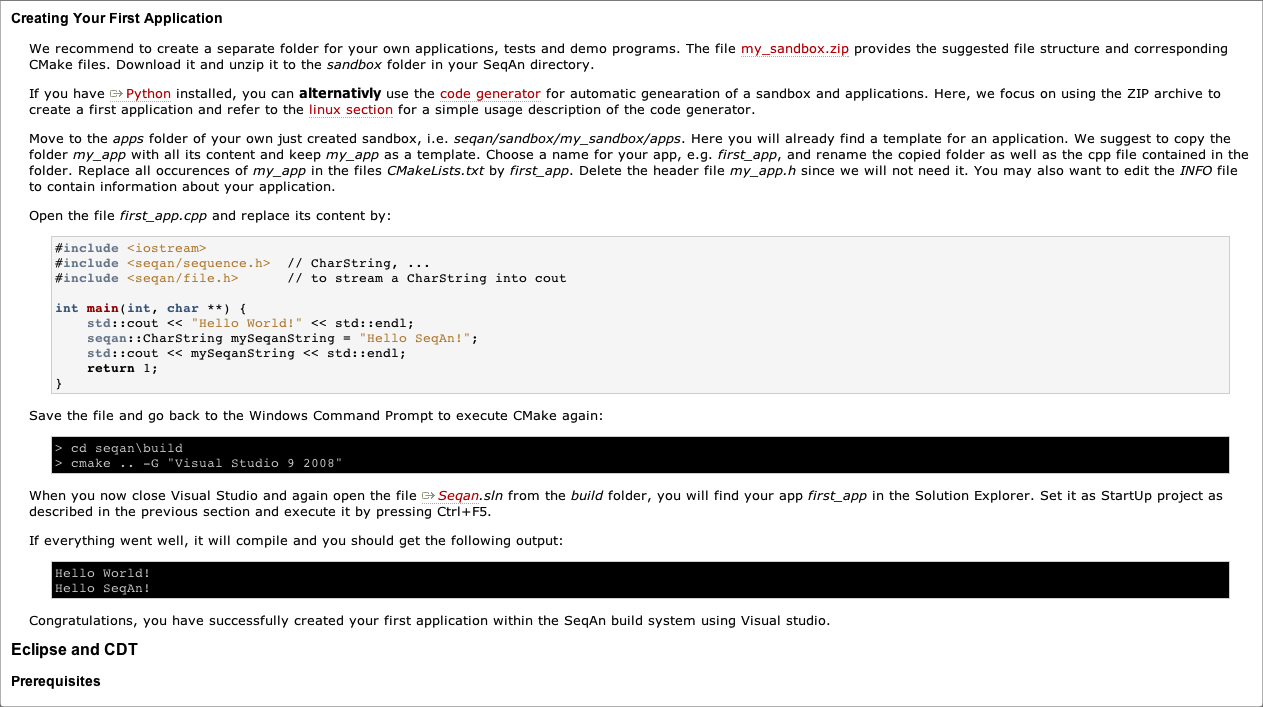 Creating Your First Application
We recommend to create a separate folder for your own applications, tests and demo programs. The file my_sandbox.zip provides the suggested file structure and corresponding
CMake files. Download it and unzip it to the sandbox folder in your SeqAn directory.
If you have Python installed, you can alternativly use the code generator for automatic genearation of a sandbox and applications. Here, we focus on using the ZIP archive to
create a first application and refer to the linux section for a simple usage description of the code generator.
Move to the apps folder of your own just created sandbox, i.e. seqan/sandbox/my_sandbox/apps. Here you will already find a template for an application. We suggest to copy the
folder my_app with all its content and keep my_app as a template. Choose a name for your app, e.g. first_app, and rename the copied folder as well as the cpp file contained in the
folder. Replace all occurences of my_app in the files CMakeLists.txt by first_app. Delete the header file my_app.h since we will not need it. You may also want to edit the INFO file
to contain information about your application.
Open the file first_app.cpp and replace its content by:
#include <iostream>
#include <seqan/sequence.h>  // CharString, ...
#include <seqan/file.h>      // to stream a CharString into cout
int main(int, char **) {
    std::cout << "Hello World!" << std::endl;
    seqan::CharString mySeqanString = "Hello SeqAn!";
    std::cout << mySeqanString << std::endl;
    return 1;
}
Save the file and go back to the Windows Command Prompt to execute CMake again:
> cd seqan\build
> cmake .. -G "Visual Studio 9 2008"
When you now close Visual Studio and again open the file Seqan.sln from the build folder, you will find your app first_app in the Solution Explorer. Set it as StartUp project as
described in the previous section and execute it by pressing Ctrl+F5.
If everything went well, it will compile and you should get the following output:
Hello World!
Hello SeqAn!
Congratulations, you have successfully created your first application within the SeqAn build system using Visual studio.
Eclipse and CDT
Prerequisites